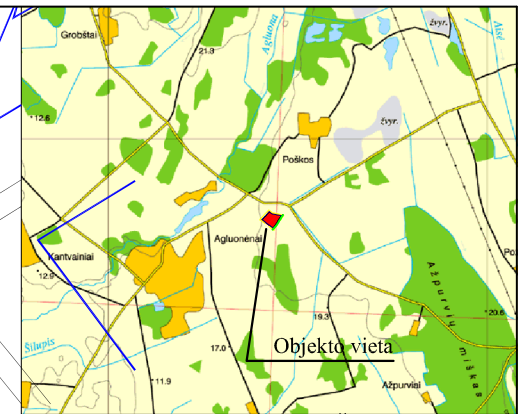 Grobštai
21.3
Agluona
žvyr.
Aisė
12.6
žvyr.
Poškos
Agluonėnai
Kantvainiai
12.9
Ažpurvių miškas
Šilupis
19.3
20.6
Objekto vieta
17.0
11.9
Ažpurviai